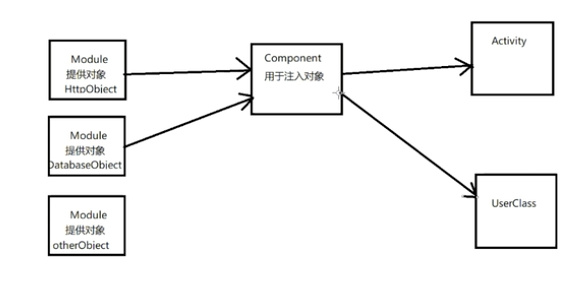 Module
提供对象
HttpObject
Module
提供对象
DatabaseObject
Module
提供对象
otherObject
Component
用于注入对象
Activity
UserClass